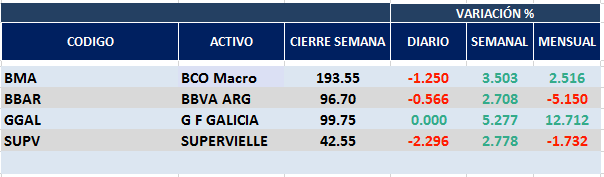 VARIACIÓN %
CODIGO ACTIVO CIERRE SEMANA DIARIO SEMANAL MENSUAL
BMA BCO Macro 193.55 -1.250 3.503 2.516
BBAR BBVA ARG 96.70 -0.566 2.708 -5.150
GGAL G F GALICIA 99.75 0.000 5.277 12.712
SUPV SUPERVIELLE 42.55 -2.296 2.778 -1.732